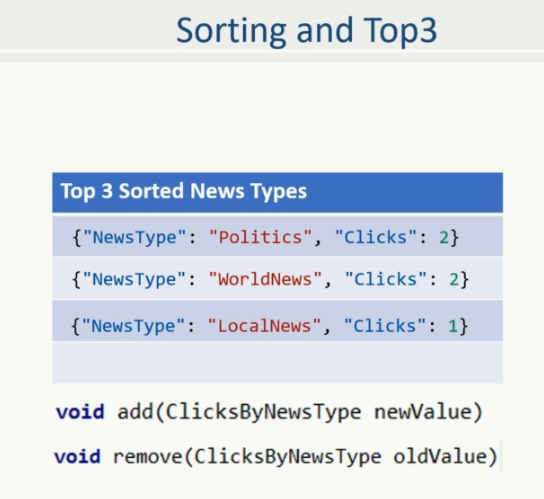 Sorting and Top3
Top 3 Sorted News Types
{"NewsType": "Politics", "Clicks": 2}
{"NewsType": "WorldNews", "Clicks": 2}
{"NewsType": "LocalNews", "Clicks": 1}
void add(ClicksByNewsType newValue)
void remove(ClicksByNewsType oldValue)